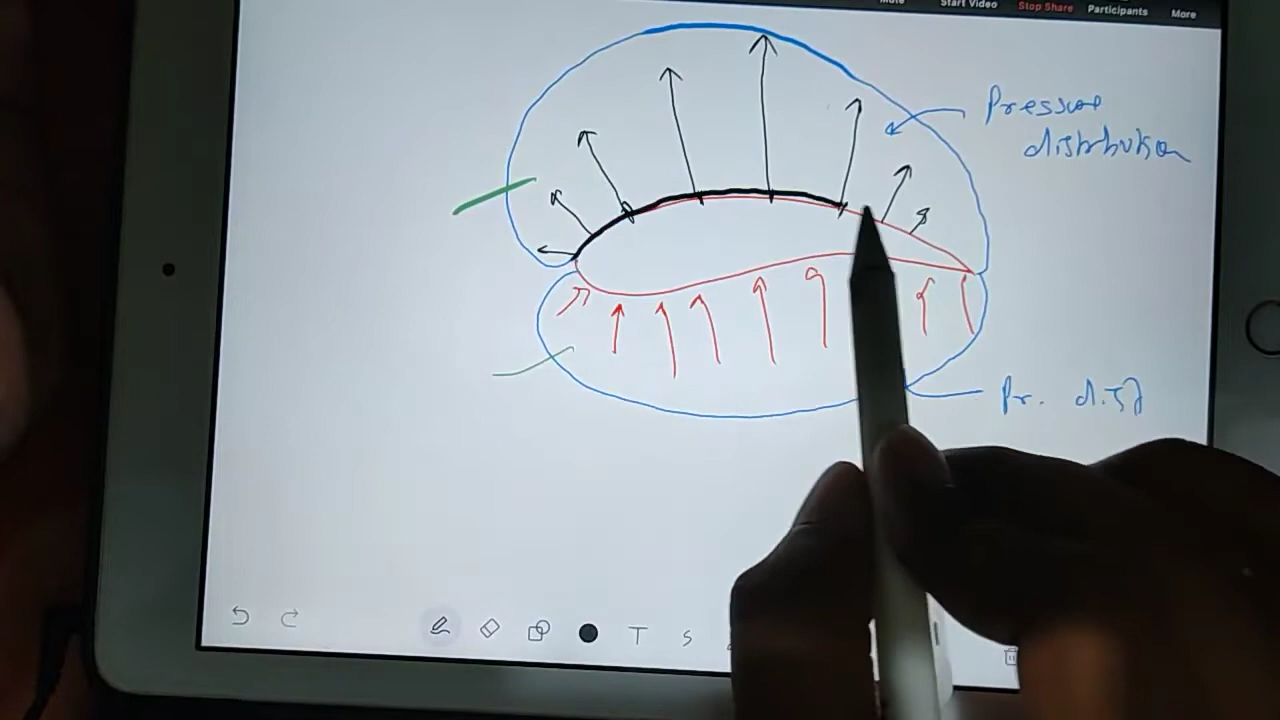 Start Video Stop Share Participants More
Pressure
distribution
Pr. dist
T S